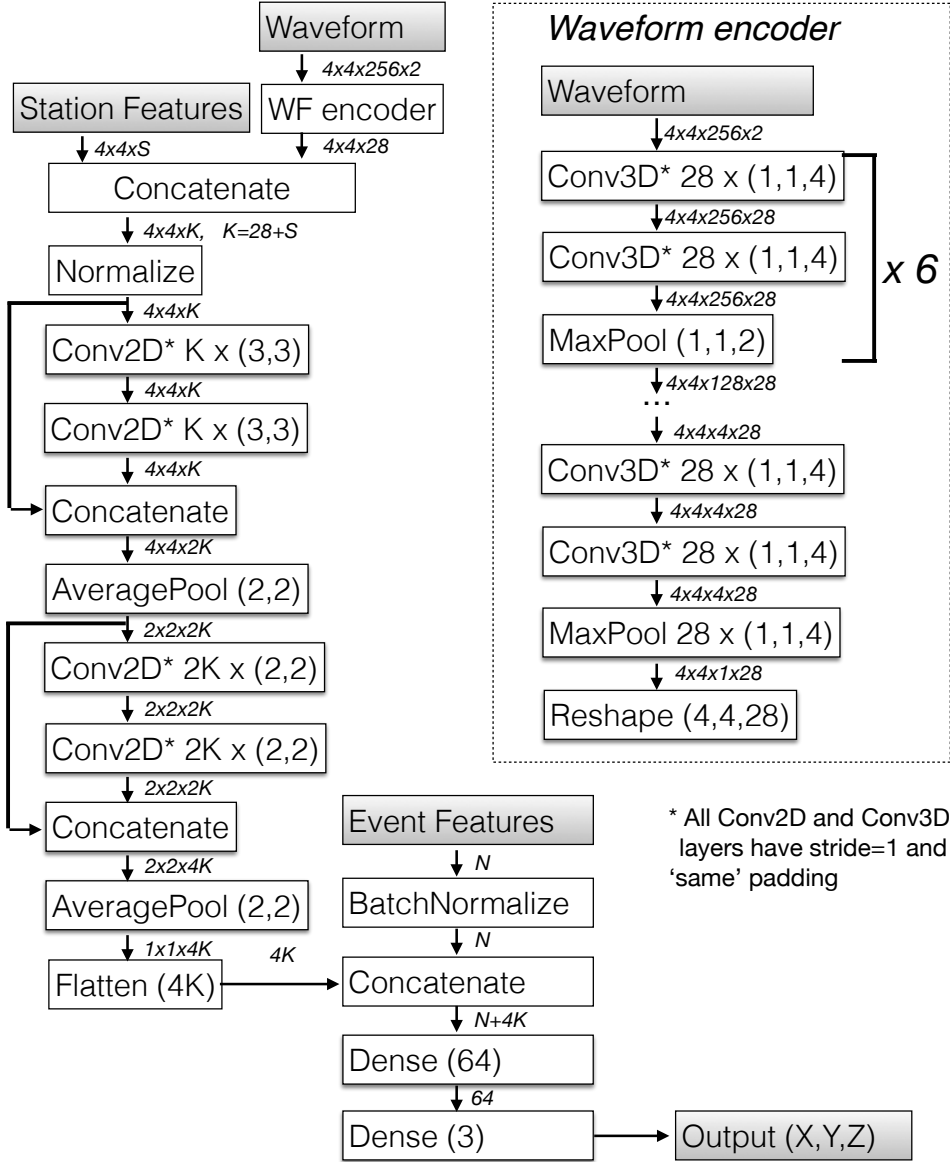 Waveform
4x4x256x2
WF encoder
4x4x28
Station Features
4x4xS
Concatenate
4x4xK, K=28+S
Normalize
4x4xK
Conv2D* K x (3,3)
4x4xK
Conv2D* K x (3,3)
4x4xK
Concatenate
4x4x2K
AveragePool (2,2)
2x2x2K
Conv2D* 2K x (2,2)
2x2x2K
Conv2D* 2K x (2,2)
2x2x2K
Concatenate
2x2x4K
AveragePool (2,2)
1x1x4K
Flatten (4K)
4K
Event Features
N
BatchNormalize
N
Concatenate
N+4K
Dense (64)
64
Dense (3)
Output (X,Y,Z)
Waveform encoder
Waveform
4x4x256x2
Conv3D* 28 x (1,1,4)
4x4x256x28
Conv3D* 28 x (1,1,4)
4x4x256x28
MaxPool (1,1,2)
x 6
4x4x128x28
...
4x4x4x28
Conv3D* 28 x (1,1,4)
4x4x4x28
Conv3D* 28 x (1,1,4)
4x4x4x28
MaxPool 28 x (1,1,4)
4x4x1x28
Reshape (4,4,28)
* All Conv2D and Conv3D
layers have stride=1 and
‘same’ padding